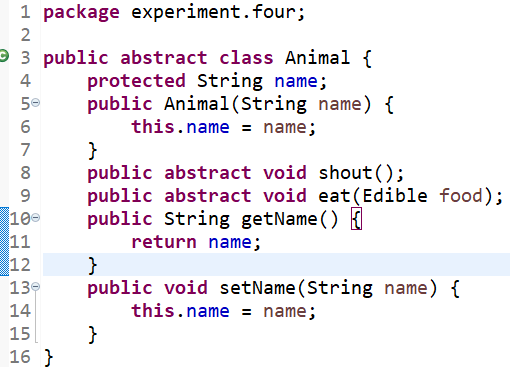 1 package experiment.four;
2
3 public abstract class Animal {
4     protected String name;
5     public Animal(String name) {
6         this.name = name;
7     }
8     public abstract void shout();
9     public abstract void eat(Edible food);
10     public String getName() {
11         return name;
12     }
13     public void setName(String name) {
14         this.name = name;
15     }
16 }